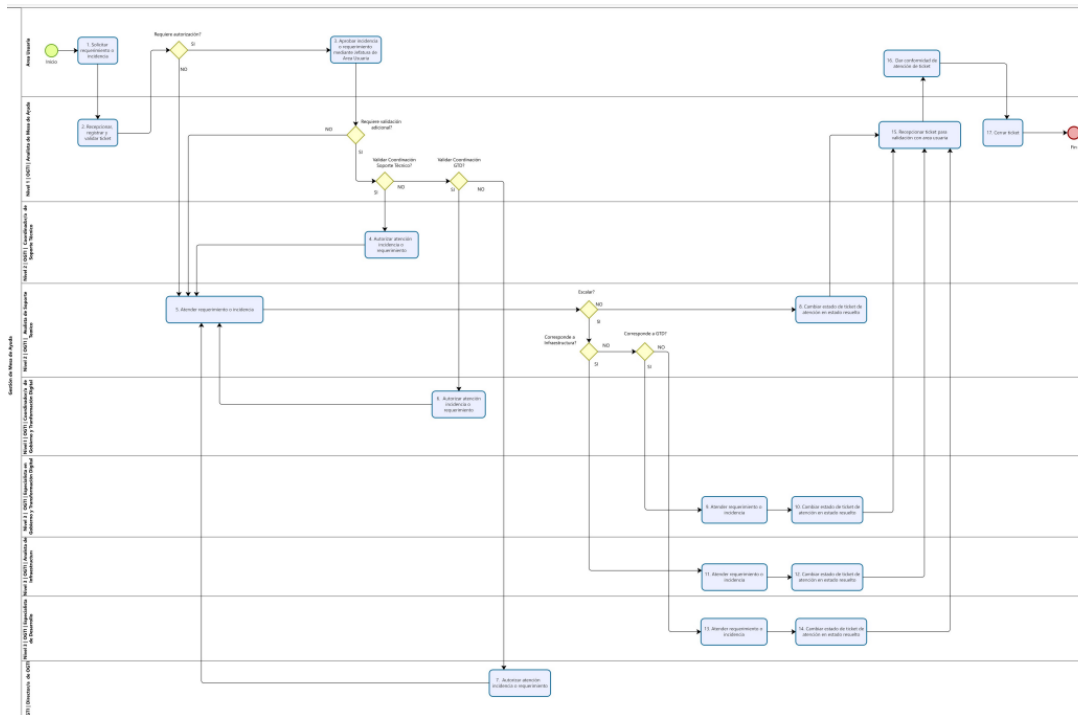 Gestión de Mesa de Ayuda
Area Usuaria
Inicio
1. Solicitar
requerimiento o
incidencia
Requiere autorización?
SI
NO
3. Aprobar incidencia
o requerimiento
mediante Jefatura de
Area Usuaria
16. Dar conformidad de
atención de ticket
Nivel 1 | OGTI | Analista de Mesa de Ayuda
2. Recepcionar,
registrar y
validar ticket
Requiere validación
adicional?
NO
SI
Validar Coordinación
Soporte Técnico?
SI
NO
Validar Coordinación
GTD?
SI
NO
15. Recepcionar ticket para
validación con area usuaria
17. Cerrar ticket
Fin
Nivel 2 | OGTI | Coordinador/a de
Soporte Técnico
4. Autorizar atención
incidencia o
requerimiento
Nivel 2 | OGTI | Analista de Soporte
Técnico
5. Atender requerimiento o incidencia
Escalar?
NO
SI
Corresponde a
Infraestructura?
NO
SI
Corresponde a GTD?
NO
SI
8. Cambiar estado de ticket de
atención en estado resuelto
OGTI | Coordinador/a de
Gobierno y Tranformación Digital
6. Autorizar atención
incidencia o
requerimiento
Nivel 3 | OGTI | Especialista en
Gobierno y Transformación Digital
9. Atender requerimiento o
incidencia
10. Cambiar estado de ticket de
atención en estado resuelto
OGTI | Analista de
Infraestructura
11. Atender requerimiento o
incidencia
12. Cambiar estado de ticket de
atención en estado resuelto
Nivel 2 | OGTI | Especialista
de Desarrollo
13. Atender requerimiento o
incidencia
14. Cambiar estado de ticket de
atención en estado resuelto
de OGTI
7. Autorizar atención
incidencia o requerimiento